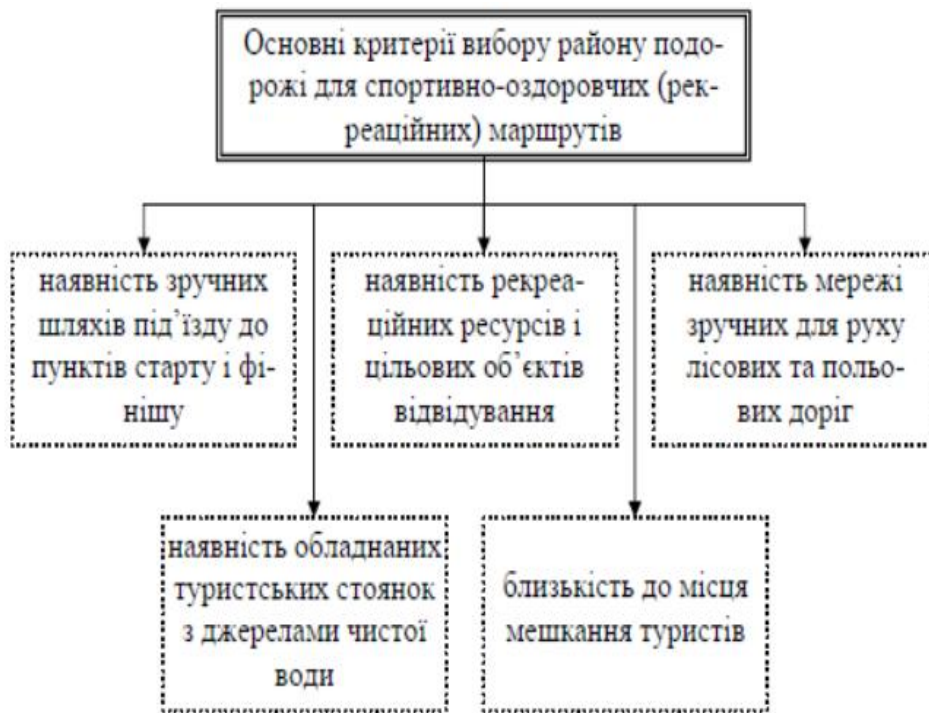 Основні критерії вибору району подо-
рожі для спортивно-оздоровчих (рек-
реаційних) маршрутів
наявність зручних
шляхів під’їзду до
пунктів старту і фі-
нішу
наявність рекреа-
ційних ресурсів і
цільових об’єктів
відвідування
наявність мережі
зручних для руху
лісових та польо-
вих доріг
наявність обладнаних
туристських стоянок
з джерелами чистої
води
близькість до місця
мешкання туристів